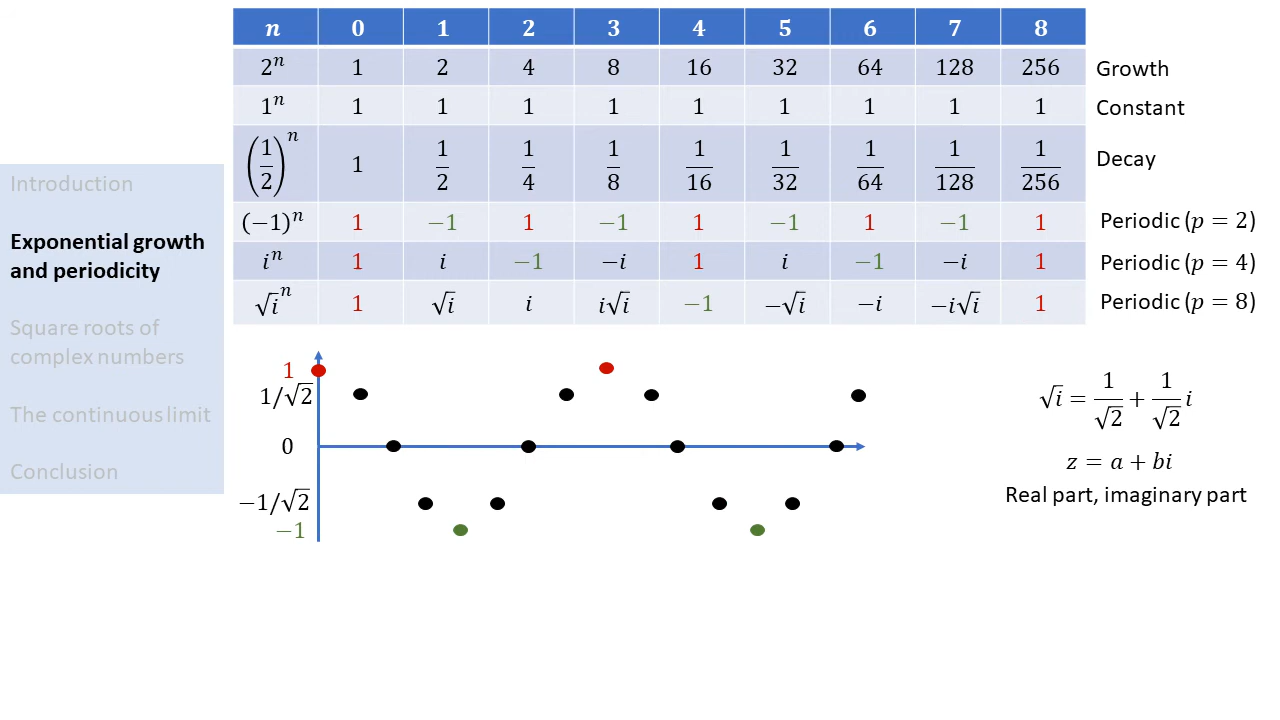 n 0 1 2 3 4 5 6 7 8
2ⁿ 1 2 4 8 16 32 64 128 256 Growth
1ⁿ 1 1 1 1 1 1 1 1 1 Constant
(1/2)ⁿ 1 1/2 1/4 1/8 1/16 1/32 1/64 1/128 1/256 Decay
(−1)ⁿ 1 −1 1 −1 1 −1 1 −1 1 Periodic (p = 2)
iⁿ 1 i −1 −i 1 i −1 −i 1 Periodic (p = 4)
√iⁿ 1 √i i i√i −1 −√i −i −i√i 1 Periodic (p = 8)
Introduction
Exponential growth
and periodicity
Square roots of
complex numbers
The continuous limit
Conclusion
1
1/√2
0
−1/√2
−1
√i = 1/√2 + 1/√2 i
z = a + bi
Real part, imaginary part